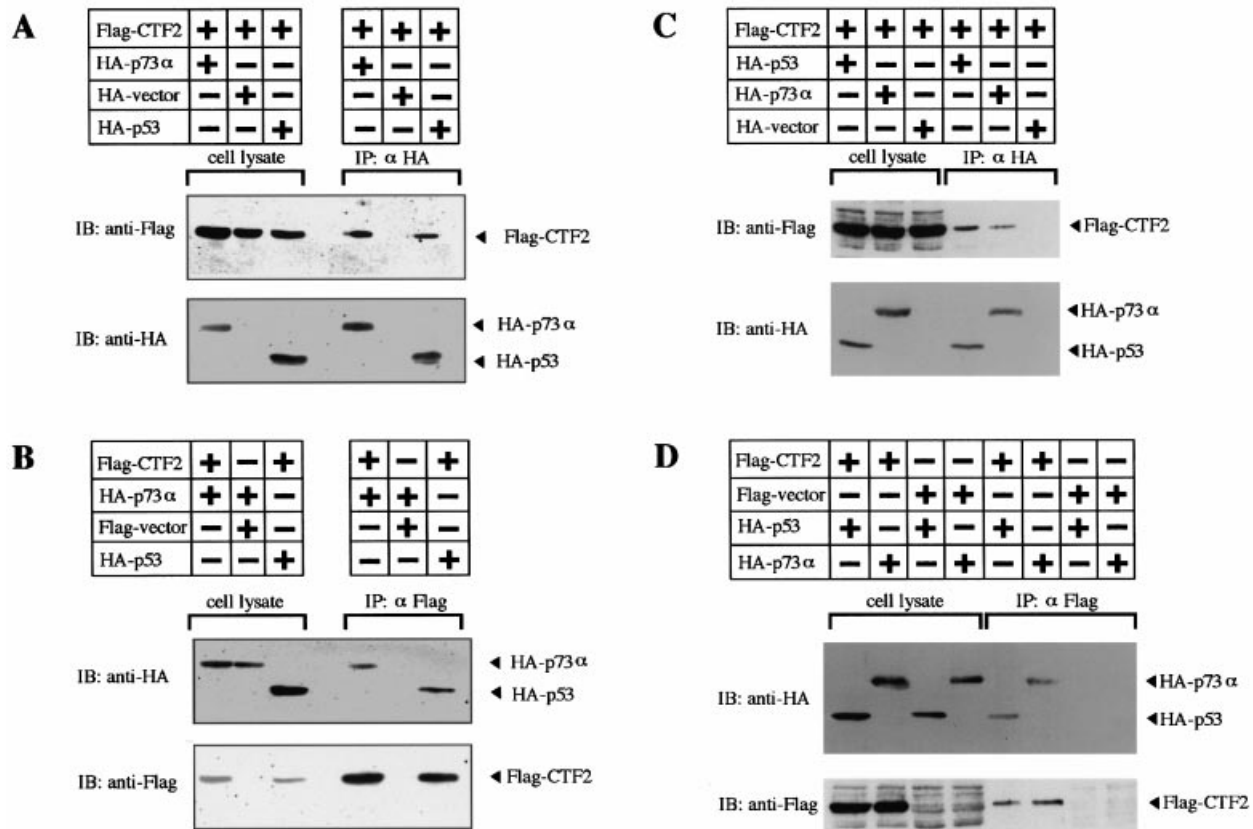 A
Flag-CTF2 + + + + + +
HA-p73α + − − + − −
HA-vector − + − − + −
HA-p53 − − + − − +
cell lysate IP: α HA
IB: anti-Flag Flag-CTF2
IB: anti-HA HA-p73α
HA-p53
B
Flag-CTF2 + − + + − +
HA-p73α + + − + + −
Flag-vector − + − − + −
HA-p53 − − + − − +
cell lysate IP: α Flag
IB: anti-HA HA-p73α
HA-p53
IB: anti-Flag Flag-CTF2
C
Flag-CTF2 + + + + + +
HA-p53 + − − + − −
HA-p73α − + − − + −
HA-vector − − + − − +
cell lysate IP: α HA
IB: anti-Flag Flag-CTF2
IB: anti-HA HA-p73α
HA-p53
D
Flag-CTF2 + + − − + + − −
Flag-vector − − + + − − + +
HA-p53 + − + − + − + −
HA-p73α − + − + − + − +
cell lysate IP: α Flag
IB: anti-HA HA-p73α
HA-p53
IB: anti-Flag Flag-CTF2